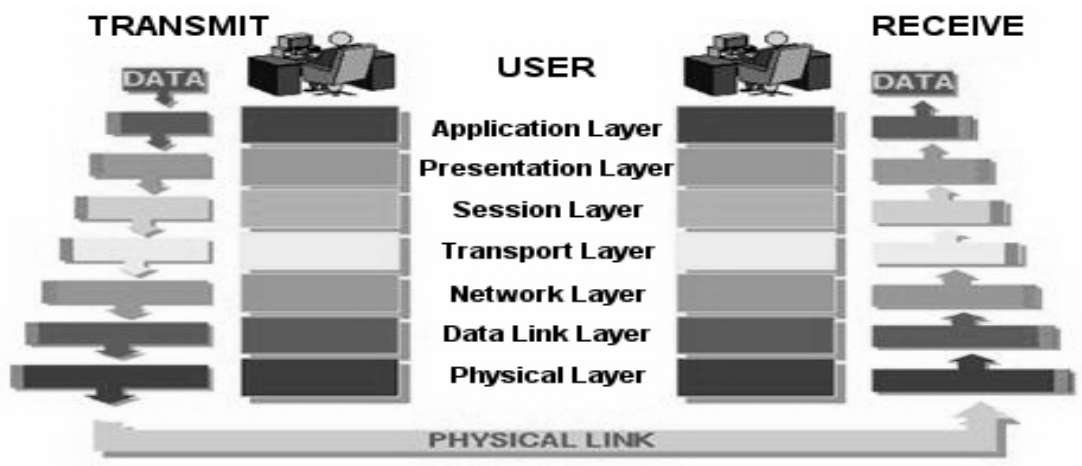 TRANSMIT
RECEIVE
USER
DATA
DATA
Application Layer
Presentation Layer
Session Layer
Transport Layer
Network Layer
Data Link Layer
Physical Layer
PHYSICAL LINK